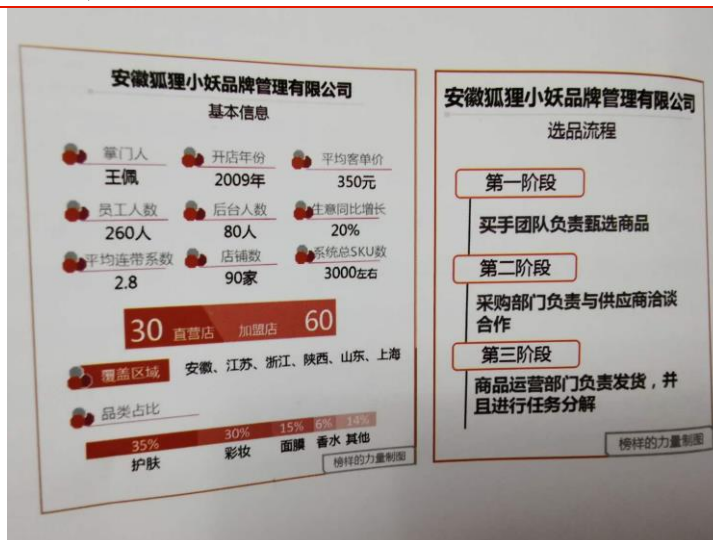 安徽狐狸小妖品牌管理有限公司
基本信息
掌门人
王佩
开店年份
2009年
平均客单价
350元
员工人数
260人
后台人数
80人
生意同比增长
20%
平均连带系数
2.8
店铺数
90家
系统总SKU数
3000左右
30 直营店 加盟店 60
覆盖区域
安徽、江苏、浙江、陕西、山东、上海
品类占比
35% 30% 15% 6% 14%
护肤 彩妆 面膜 香水 其他
榜样的力量制图
安徽狐狸小妖品牌管理有限公司
选品流程
第一阶段
买手团队负责甄选商品
第二阶段
采购部门负责与供应商洽谈
合作
第三阶段
商品运营部门负责发货，并
且进行任务分解
榜样的力量制图